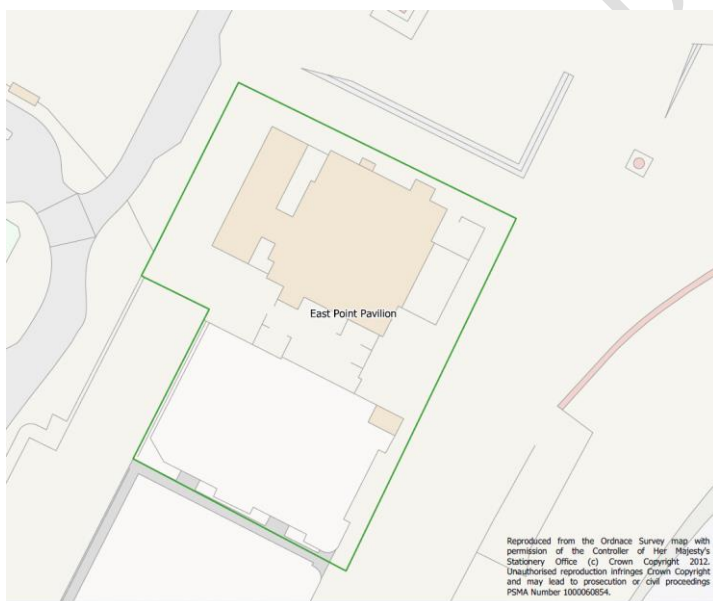 East Point Pavilion
Reproduced from the Ordnace Survey map with
permission of the Controller of Her Majesty's
Stationery Office (c) Crown Copyright 2012.
Unauthorised reproduction infringes Crown Copyright
and may lead to prosecution or civil proceedings
PSMA Number 1000060854.